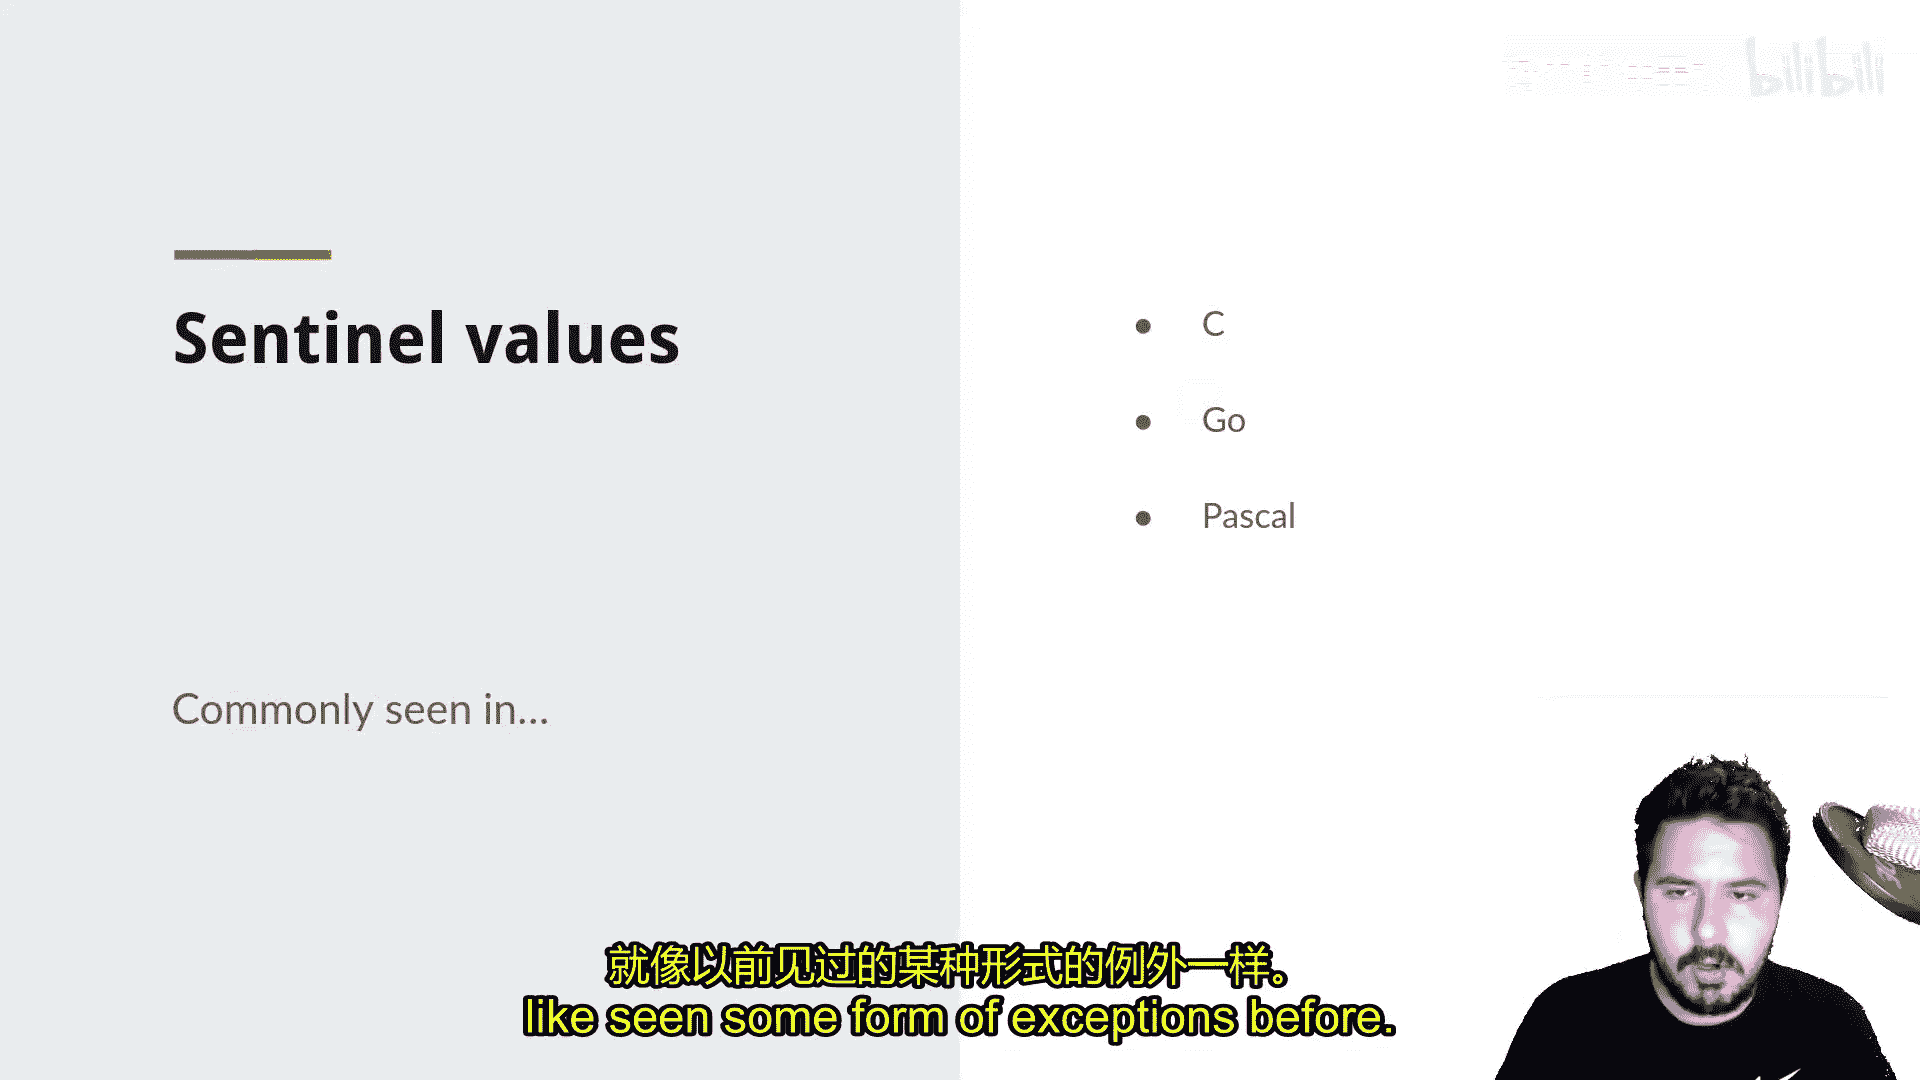 bilibili
Sentinel values
Commonly seen in...
● C
● Go
● Pascal
就像以前见过的某种形式的例外一样。
like seen some form of exceptions before.